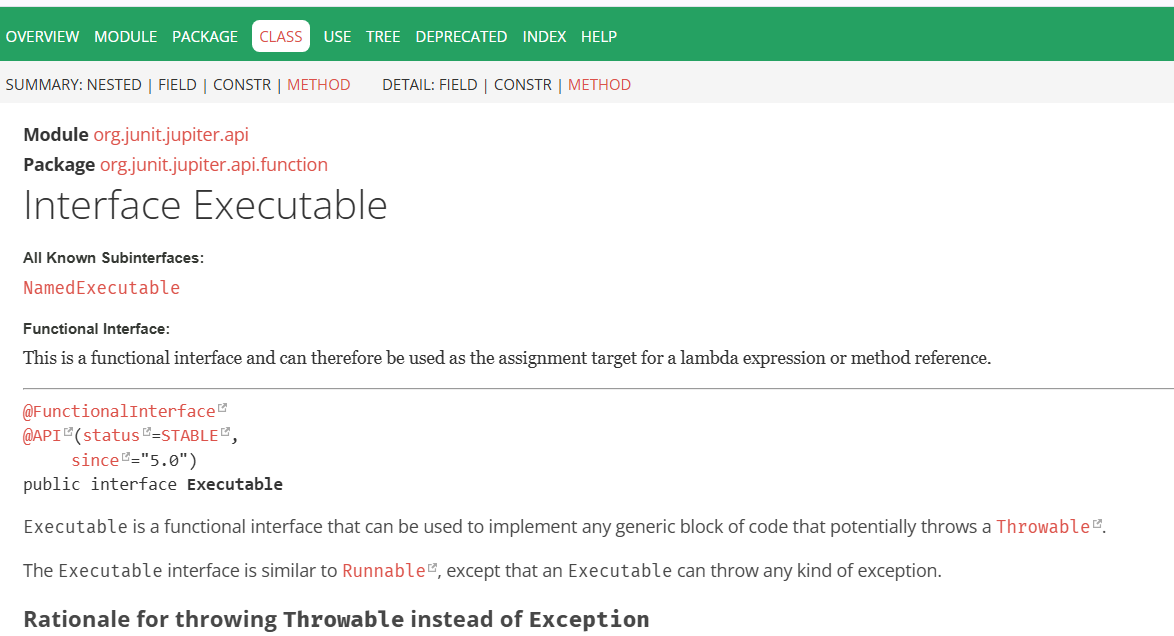 OVERVIEW MODULE PACKAGE CLASS USE TREE DEPRECATED INDEX HELP
SUMMARY: NESTED | FIELD | CONSTR | METHOD DETAIL: FIELD | CONSTR | METHOD
Module org.junit.jupiter.api
Package org.junit.jupiter.api.function
Interface Executable
All Known Subinterfaces:
NamedExecutable
Functional Interface:
This is a functional interface and can therefore be used as the assignment target for a lambda expression or method reference.
@FunctionalInterface
@API(status=STABLE,
since="5.0")
public interface Executable
Executable is a functional interface that can be used to implement any generic block of code that potentially throws a Throwable.
The Executable interface is similar to Runnable, except that an Executable can throw any kind of exception.
Rationale for throwing Throwable instead of Exception